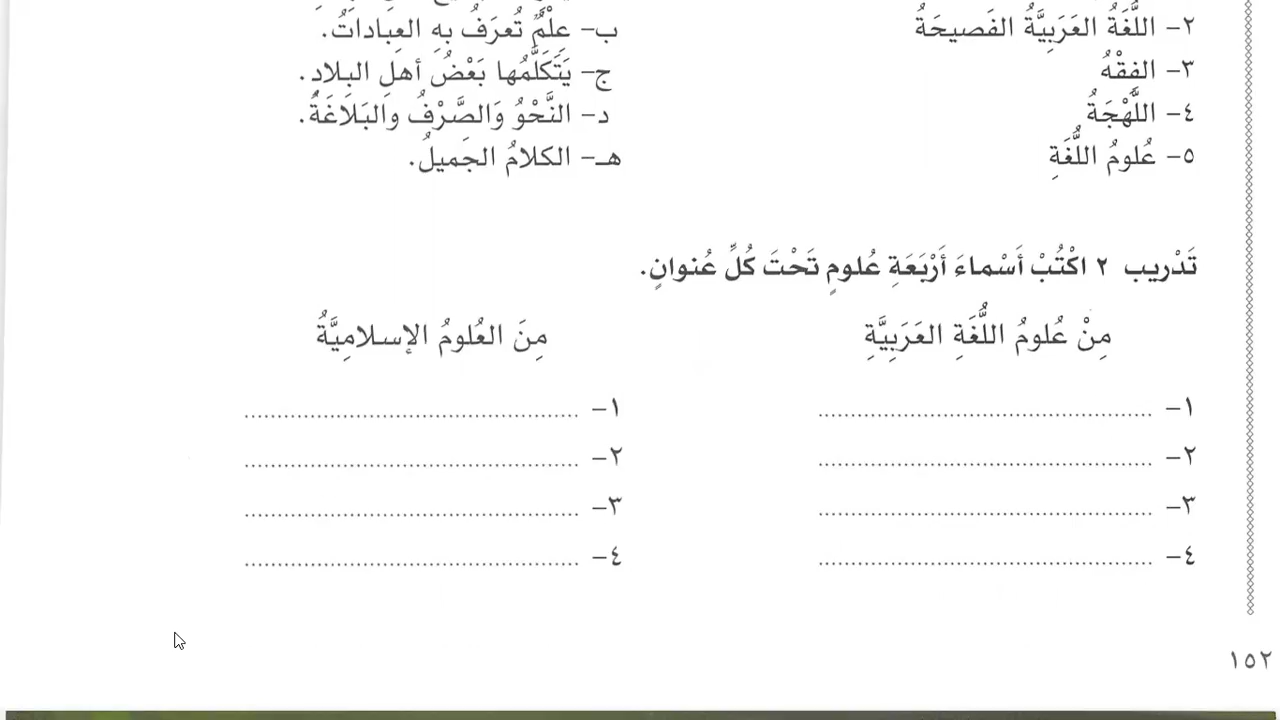 ٢- اللُّغَةُ العَرَبِيَّةُ الفَصيحَةُ
ب- عِلْمٌ تُعرَفُ بِهِ العِباداتُ.
٣- الفِقْهُ
ج- يَتَكَلَّمُها بَعْضُ أهلِ البِلادِ.
٤- اللَّهْجَةُ
د- النَّحْوُ وَالصَّرْفُ والبَلاَغَةُ.
٥- عُلومُ اللُّغَةِ
هـ- الكلامُ الجَميلُ.
تَدْريب ٢ اكْتُبْ أَسْماءَ أَرْبَعَةِ عُلومٍ تَحْتَ كُلِّ عُنوانٍ.
مِنْ عُلومُ اللُّغَةِ العَرَبِيَّةِ
مِنَ العُلومُ الإسلامِيَّةُ
١- ..........
١- ..........
٢- ..........
٢- ..........
٣- ..........
٣- ..........
٤- ..........
٤- ..........
١٥٢